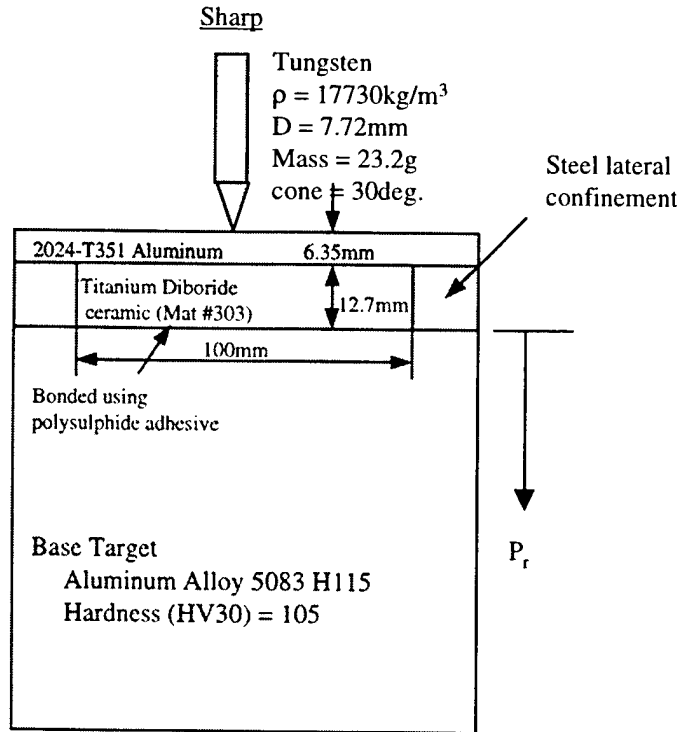 Sharp
Tungsten
ρ = 17730kg/m³
D = 7.72mm
Mass = 23.2g
cone = 30deg.
Steel lateral
confinement
2024-T351 Aluminum 6.35mm
Titanium Diboride
ceramic (Mat #303)
12.7mm
100mm
Bonded using
polysulphide adhesive
Base Target
Aluminum Alloy 5083 H115
Hardness (HV30) = 105
Pᵣ